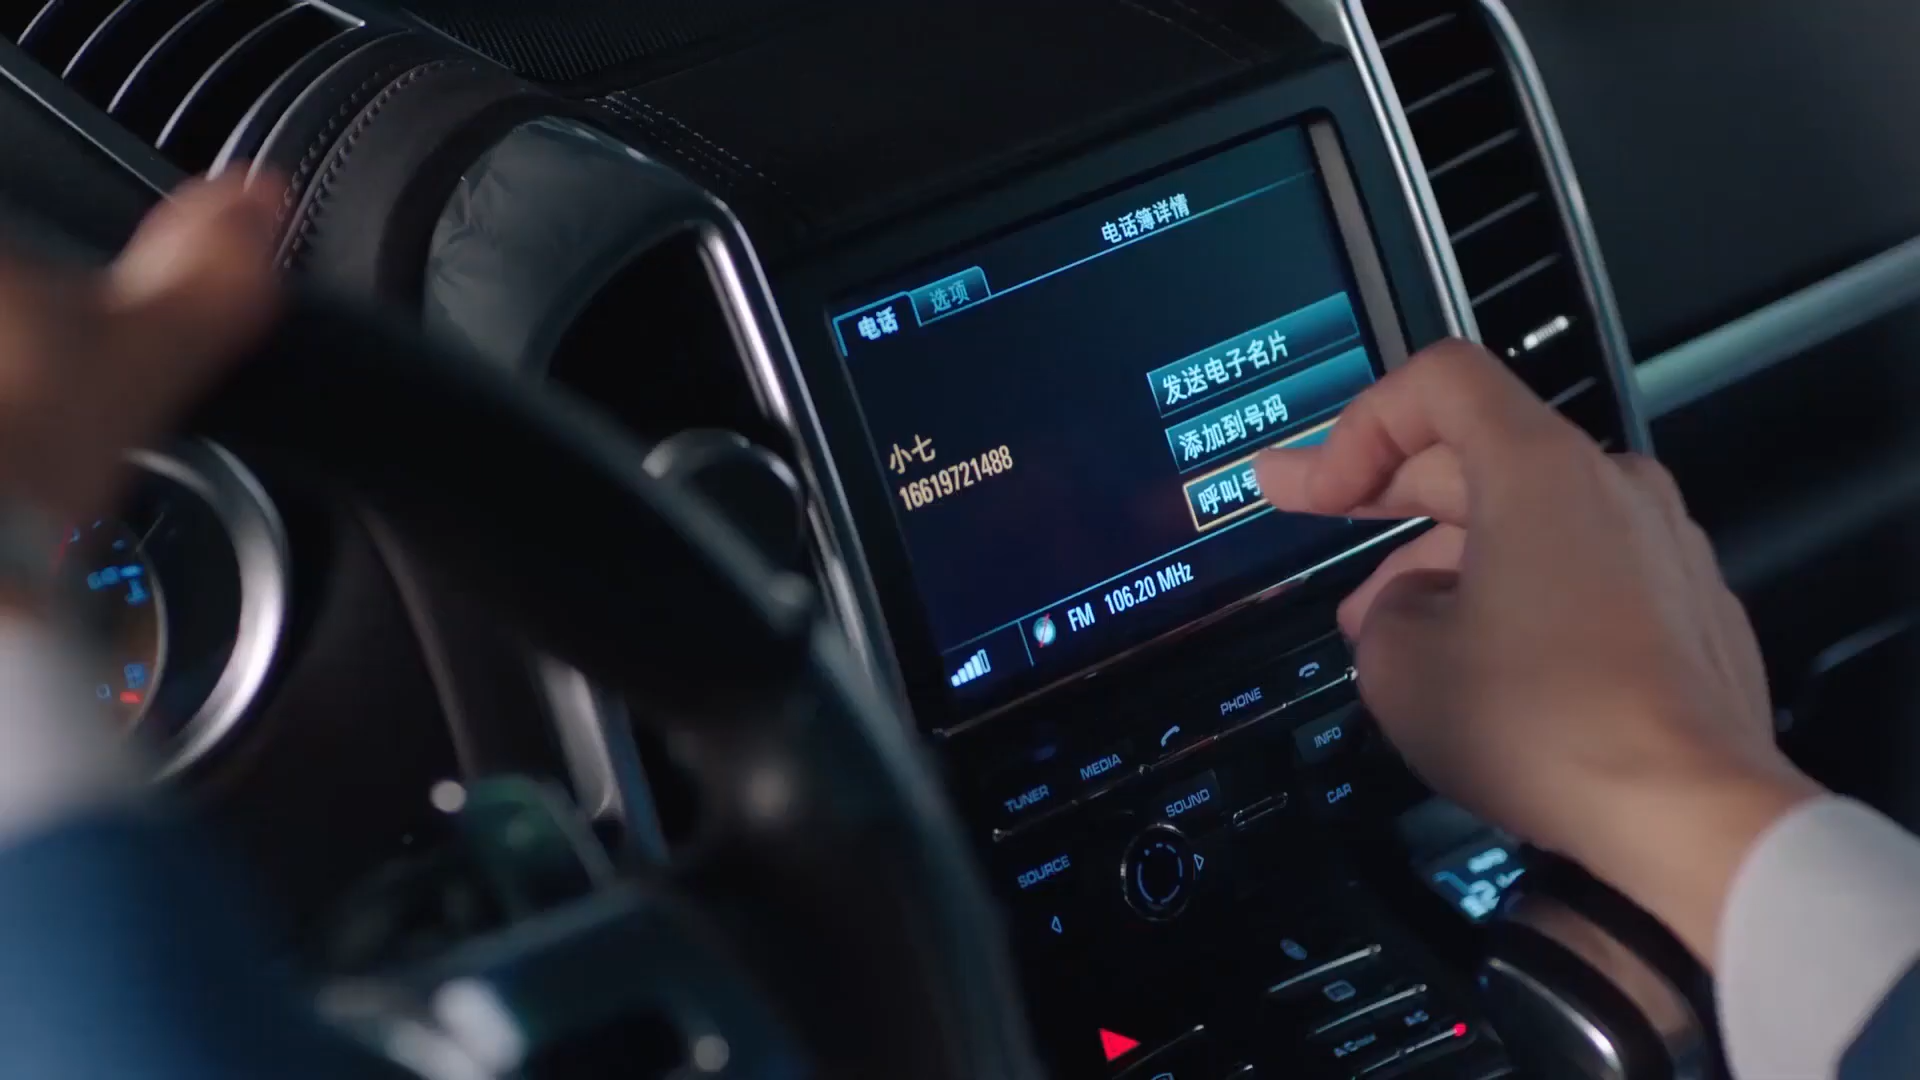 电话簿详情
电话
选项
发送电子名片
添加到号码
小七
16619721488
呼叫号
FM 106.20 MHz
PHONE
INFO
MEDIA
TUNER
SOUND
CAR
SOURCE
A/C